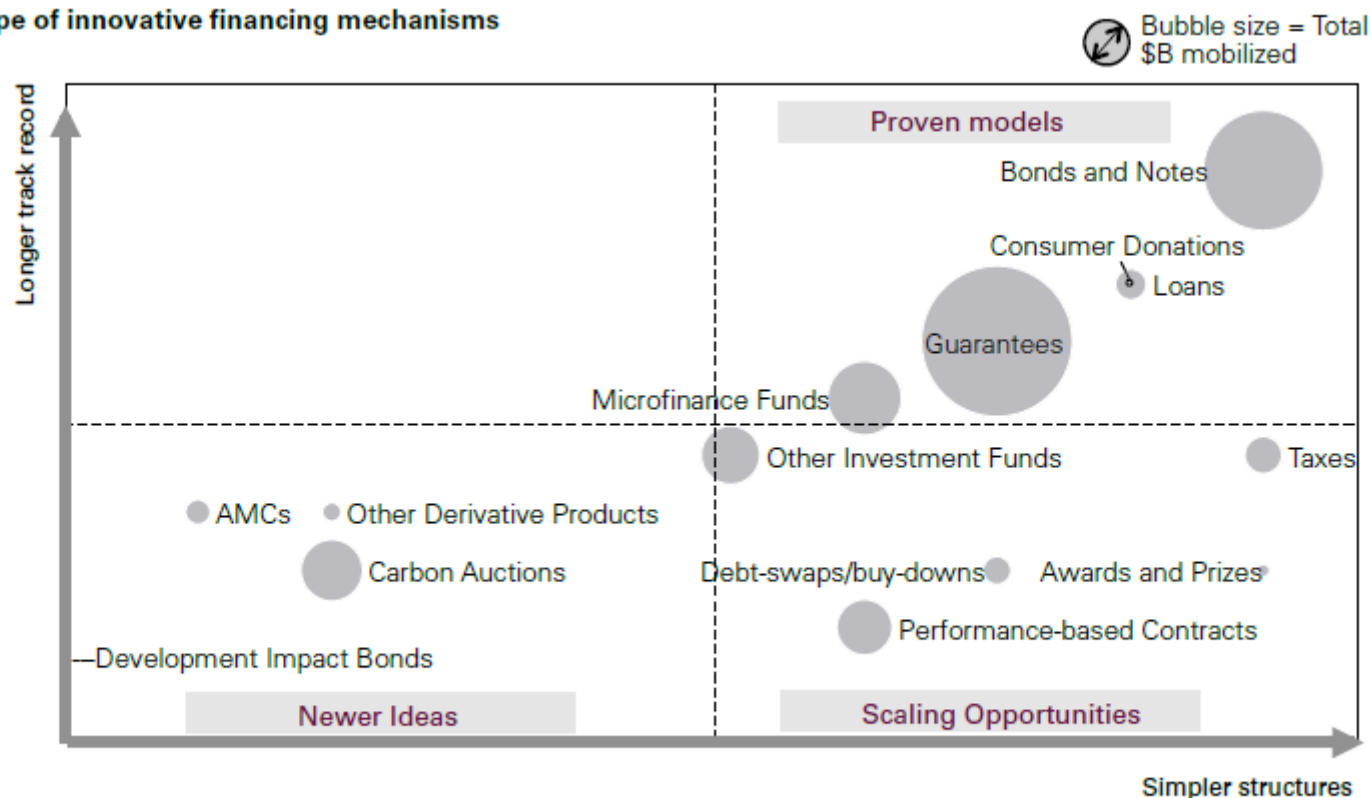 pe of innovative financing mechanisms
Bubble size = Total
$B mobilized
Longer track record
Proven models
Bonds and Notes
Consumer Donations
Loans
Guarantees
Microfinance Funds
Other Investment Funds
Taxes
AMCs
Other Derivative Products
Carbon Auctions
Debt-swaps/buy-downs
Awards and Prizes
Performance-based Contracts
Development Impact Bonds
Newer Ideas
Scaling Opportunities
Simpler structures